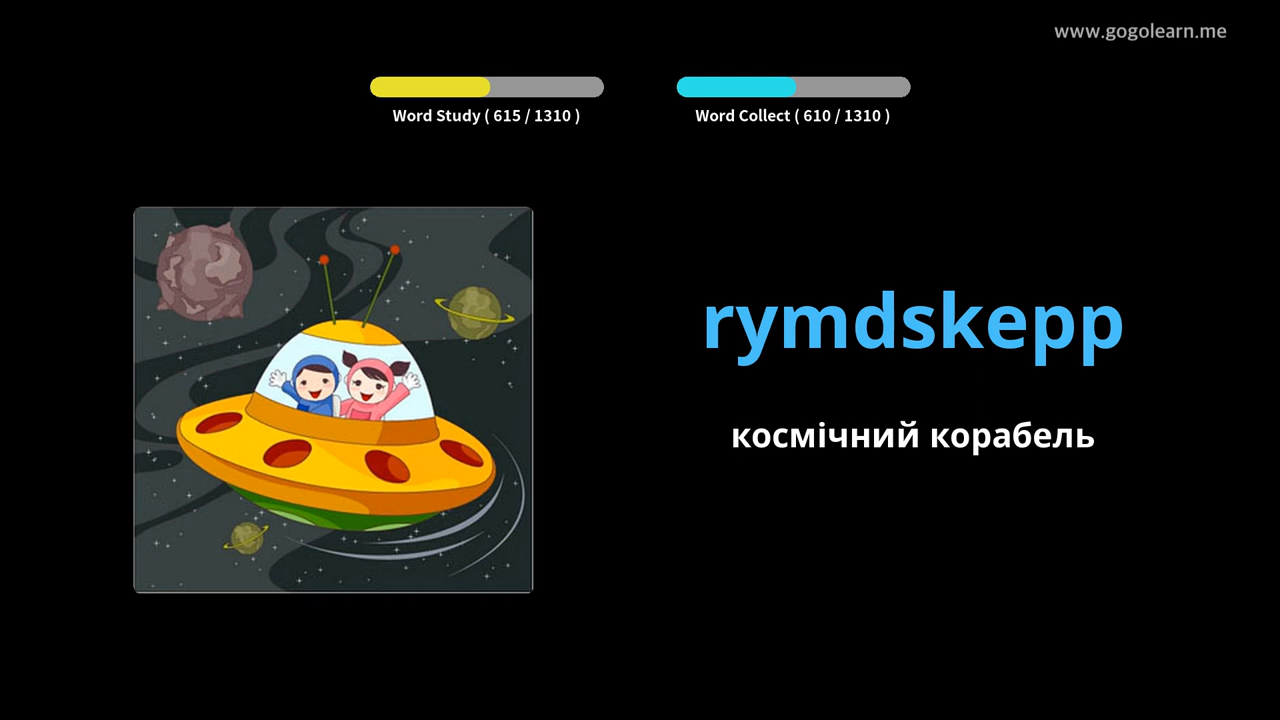 www.gogolearn.me
Word Study ( 615 / 1310 )
Word Collect ( 610 / 1310 )
rymdskepp
космічний корабель